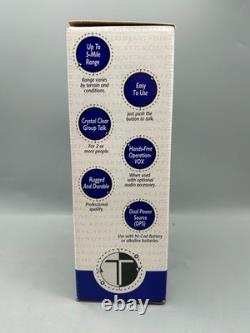 Up To
5-Mile
Range
Range varies
by terrain and
conditions.
Easy
To Use
Just push the
button to talk.
Crystal Clear
Group Talk
For 2 or
more people.
Hands-Free
Operation-
VOX
When used
with optional
audio accessory.
Rugged
And Durable
Professional
quality.
Dual Power
Source
(DPS)
Use with Ni-Cad Battery
or alkaline batteries.
T
thumbimg.com